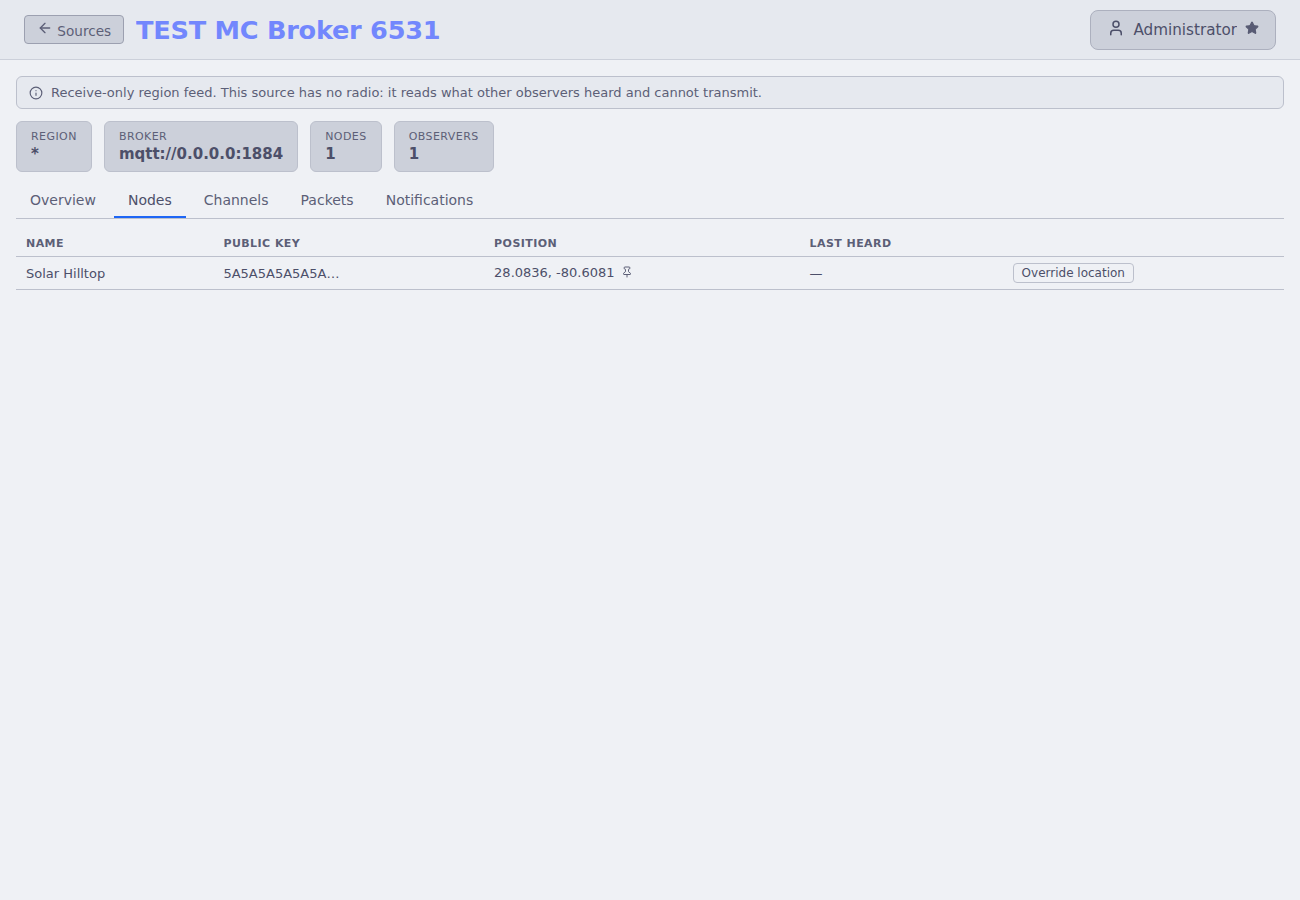 Sources
TEST MC Broker 6531
Administrator
Receive-only region feed. This source has no radio: it reads what other observers heard and cannot transmit.
REGION
*
BROKER
mqtt://0.0.0.0:1884
NODES
1
OBSERVERS
1
Overview Nodes Channels Packets Notifications
NAME PUBLIC KEY POSITION LAST HEARD
Solar Hilltop 5A5A5A5A5A5A… 28.0836, -80.6081 — Override location